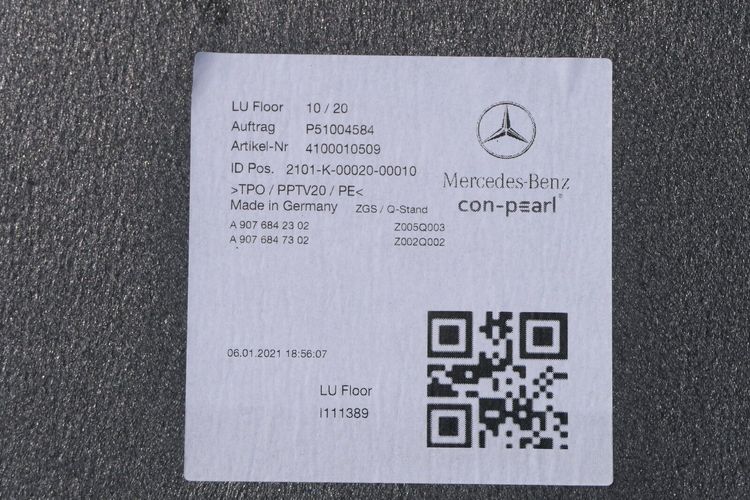 LU Floor 10 / 20
Auftrag P51004584
Artikel-Nr 4100010509
ID Pos. 2101-K-00020-00010
>TPO / PPTV20 / PE<
Made in Germany ZGS / Q-Stand
A 907 684 23 02 Z005Q003
A 907 684 73 02 Z002Q002
Mercedes-Benz
con-pearl®
06.01.2021 18:56:07
LU Floor
I111389